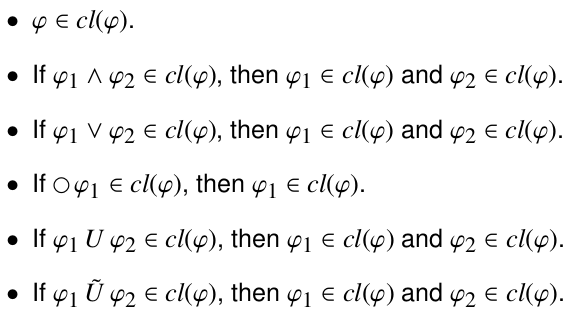 • φ ∈ cl(φ).
• If φ₁ ∧ φ₂ ∈ cl(φ), then φ₁ ∈ cl(φ) and φ₂ ∈ cl(φ).
• If φ₁ ∨ φ₂ ∈ cl(φ), then φ₁ ∈ cl(φ) and φ₂ ∈ cl(φ).
• If ○φ₁ ∈ cl(φ), then φ₁ ∈ cl(φ).
• If φ₁ U φ₂ ∈ cl(φ), then φ₁ ∈ cl(φ) and φ₂ ∈ cl(φ).
• If φ₁ Ũ φ₂ ∈ cl(φ), then φ₁ ∈ cl(φ) and φ₂ ∈ cl(φ).